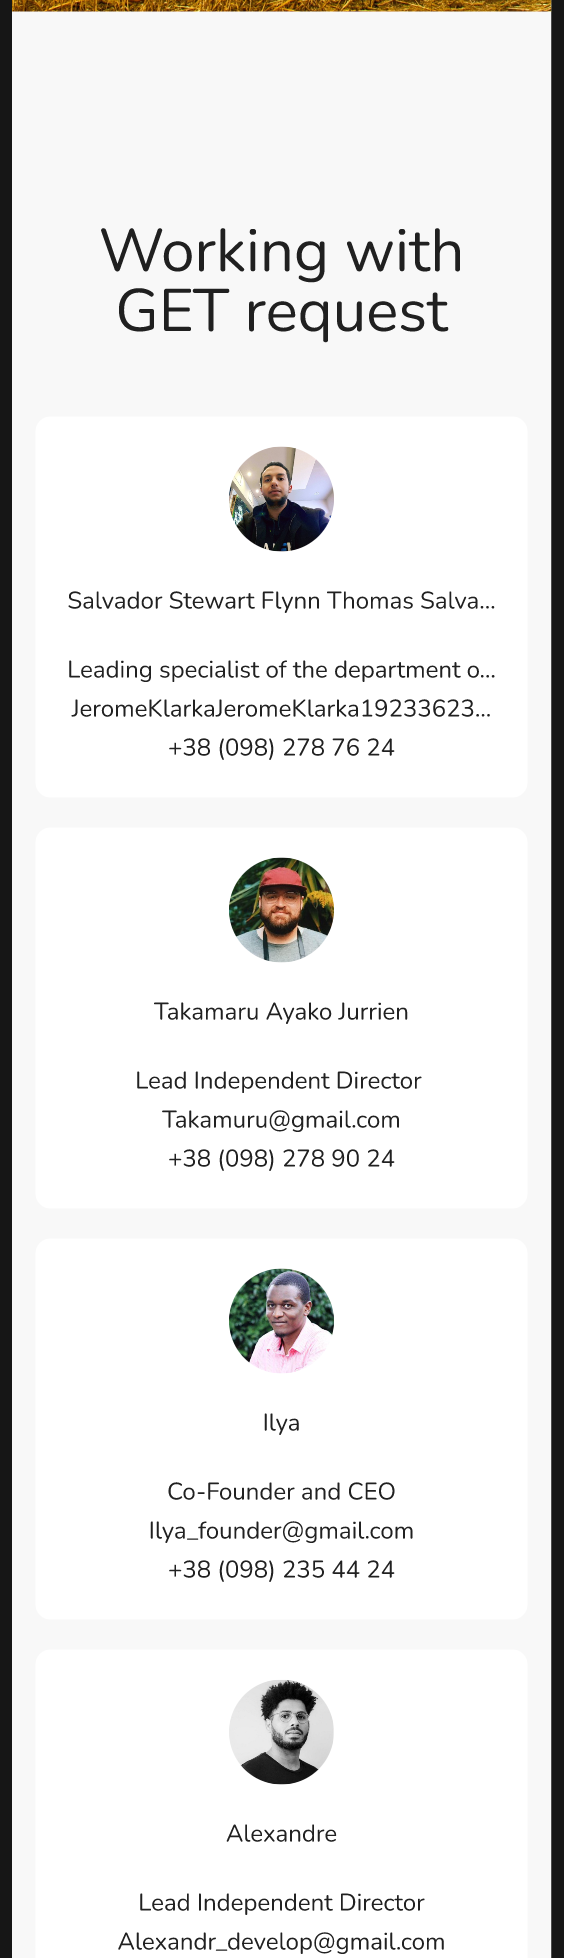 Working with
GET request
Salvador Stewart Flynn Thomas Salva...
Leading specialist of the department o...
JeromeKlarkaJeromeKlarka19233623...
+38 (098) 278 76 24
Takamaru Ayako Jurrien
Lead Independent Director
Takamuru@gmail.com
+38 (098) 278 90 24
Ilya
Co-Founder and CEO
Ilya_founder@gmail.com
+38 (098) 235 44 24
Alexandre
Lead Independent Director
Alexandr_develop@gmail.com